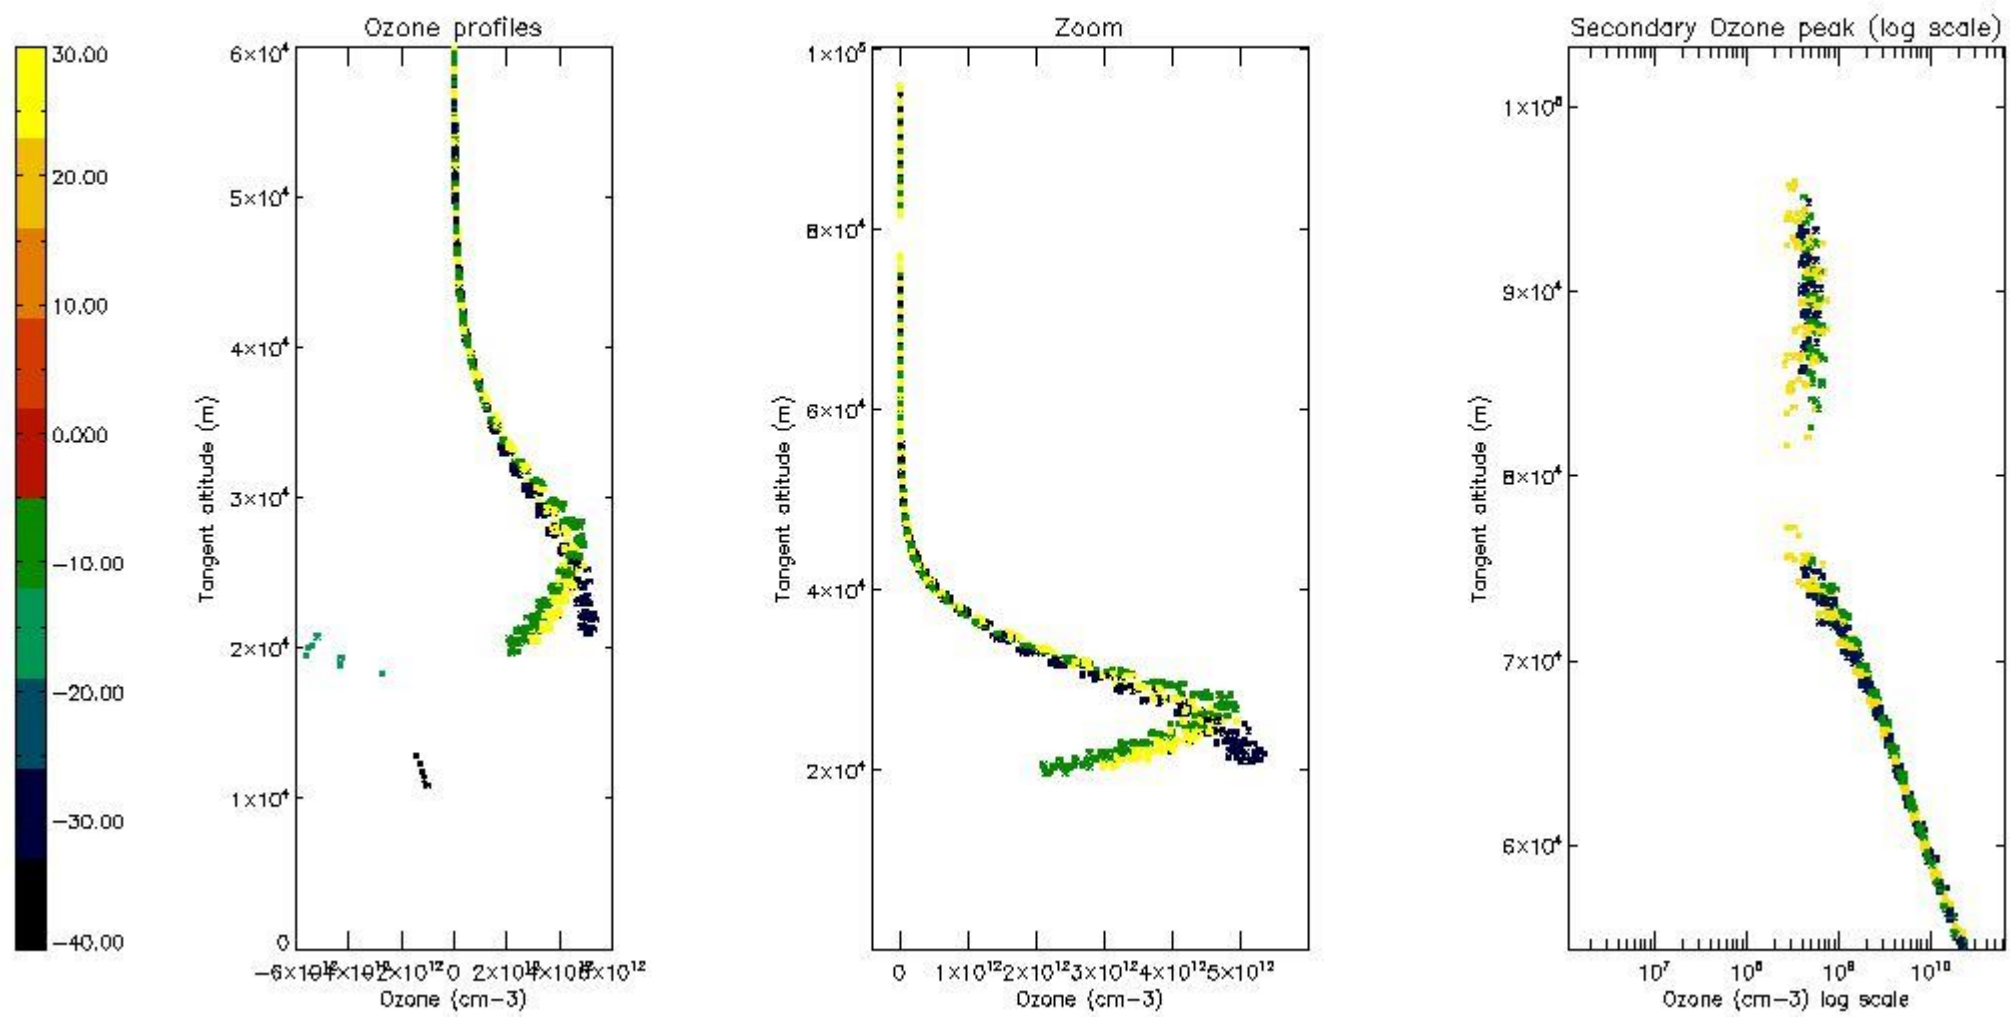 Ozone profiles
Zoom
Secondary Ozone peak (log scale)
30.00
20.00
10.00
0.000
−10.00
−20.00
−30.00
−40.00
6×10⁴
5×10⁴
4×10⁴
3×10⁴
2×10⁴
1×10⁴
0
Tangent altitude (m)
0
Ozone (cm−3)
1×10⁵
8×10⁴
6×10⁴
4×10⁴
2×10⁴
Tangent altitude (m)
0 1×10¹² 2×10¹² 3×10¹² 4×10¹² 5×10¹²
Ozone (cm−3)
9×10⁴
8×10⁴
7×10⁴
6×10⁴
Tangent altitude (m)
10⁷ 10⁸ 10⁹ 10¹⁰
Ozone (cm−3) log scale